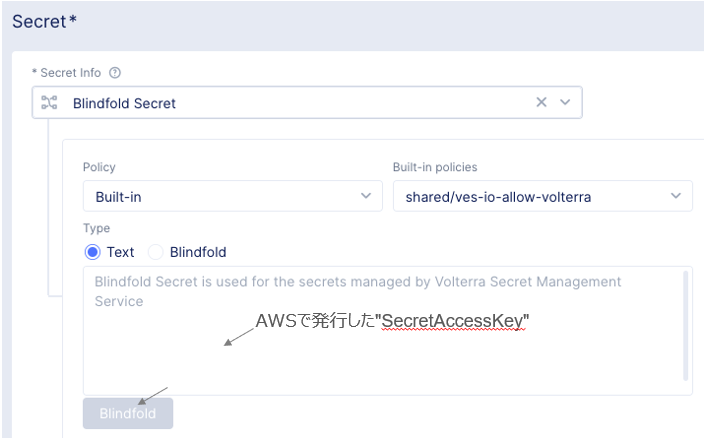 Secret*
* Secret Info
Blindfold Secret
Policy
Built-in policies
Built-in
shared/ves-io-allow-volterra
Type
Text
Blindfold
Blindfold Secret is used for the secrets managed by Volterra Secret Management
Service
AWSで発行した"SecretAccessKey"
Blindfold